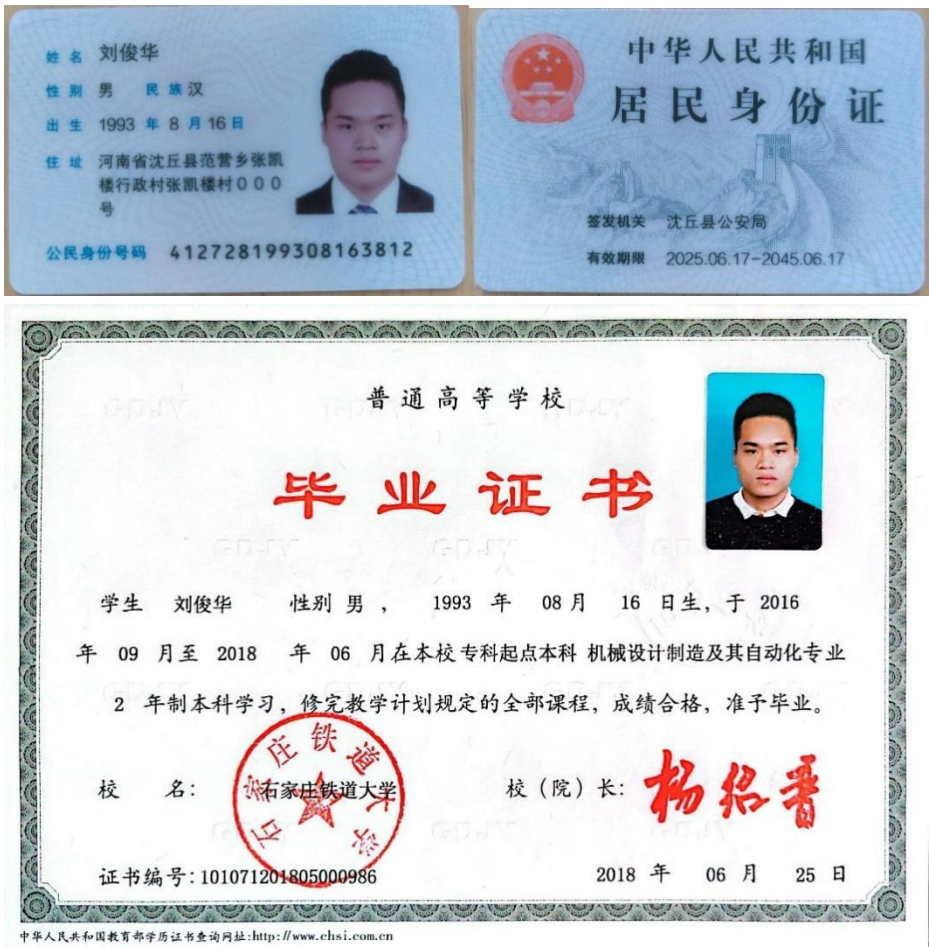 姓名 刘俊华
性别 男 民族 汉
出生 1993 年 8 月 16 日
住址 河南省沈丘县范营乡张凯
楼行政村张凯楼村000
号
公民身份号码 412728199308163812
中华人民共和国
居民身份证
签发机关 沈丘县公安局
有效期限 2025.06.17-2045.06.17
普通高等学校
毕业证书
学生 刘俊华 性别 男 ， 1993 年 08 月 16 日生，于 2016
年 09 月至 2018 年 06 月在本校 专科起点本科 机械设计制造及其自动化 专业
2 年制本科学习，修完教学计划规定的全部课程，成绩合格，准予毕业。
校 名： 石家庄铁道大学
石家庄铁道大学
校（院）长： 杨绍普
证书编号：101071201805000986
2018 年 06 月 25 日
中华人民共和国教育部学历证书查询网址:http://www.chsi.com.cn